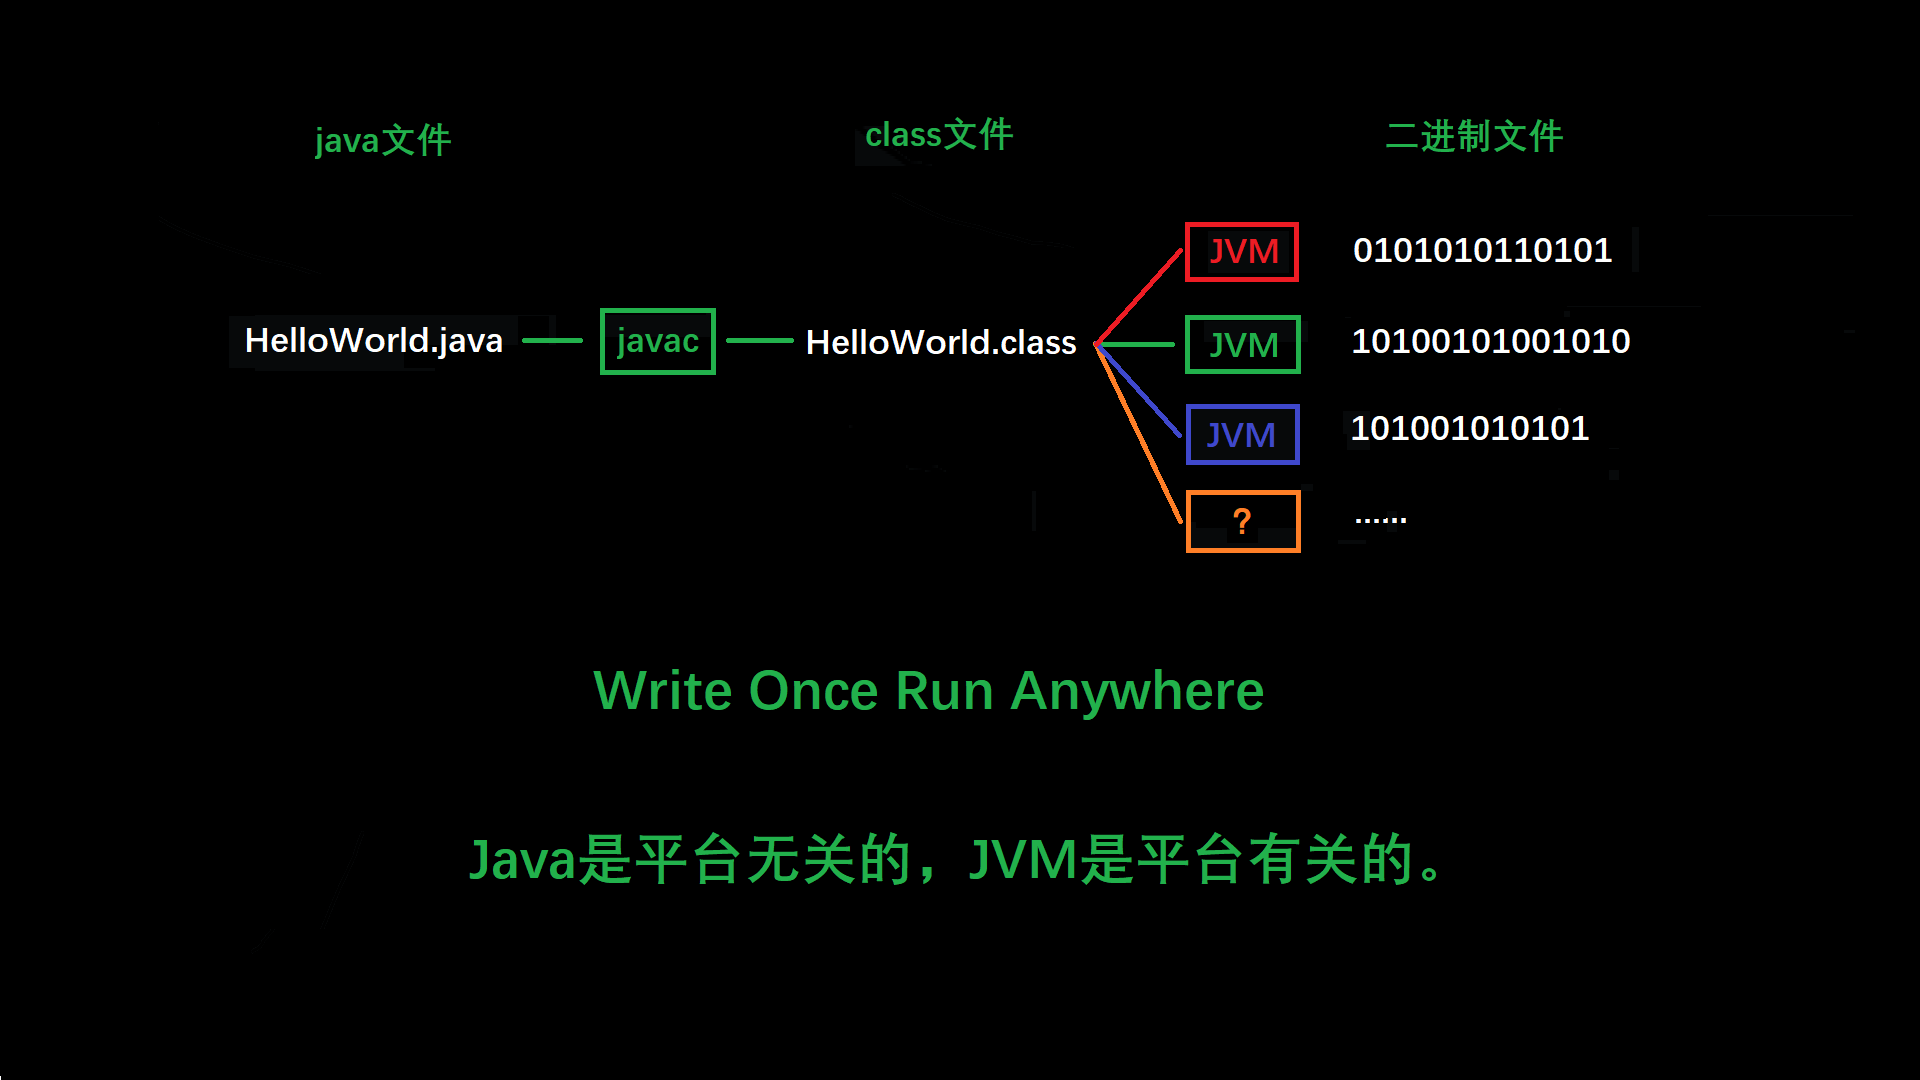 java文件
class文件
二进制文件
HelloWorld.java
javac
HelloWorld.class
JVM
0101010110101
JVM
10100101001010
JVM
101001010101
?
......
Write Once Run Anywhere
Java是平台无关的，JVM是平台有关的。